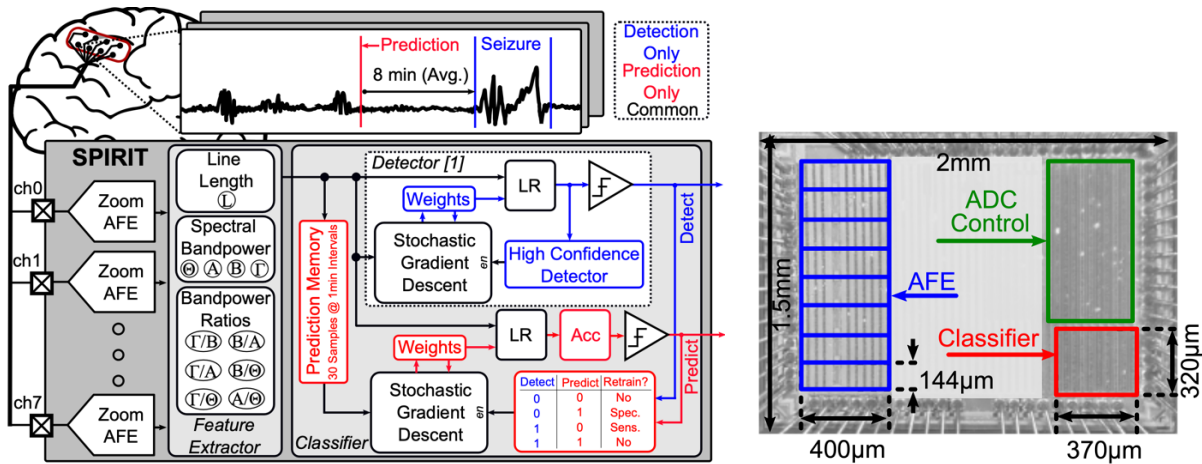 Prediction
Seizure
8 min (Avg.)
Detection
Only
Prediction
Only
Common
SPIRIT
ch0
Zoom
AFE
ch1
Zoom
AFE
ch7
Zoom
AFE
Line
Length
L
Spectral
Bandpower
Θ A B Γ
Bandpower
Ratios
Γ/B B/A
Γ/A B/Θ
Γ/Θ A/Θ
Feature
Extractor
Prediction Memory
30 Samples @ 1min Intervals
Classifier
Detector [1]
Weights
LR
Stochastic
Gradient
Descent
en
High Confidence
Detector
Detect
Weights
LR
Acc
Stochastic
Gradient
Descent
en
Detect Predict Retrain?
0 0 No
0 1 Spec.
1 0 Sens.
1 1 No
Predict
2mm
1.5mm
ADC
Control
AFE
Classifier
144µm
320µm
400µm
370µm